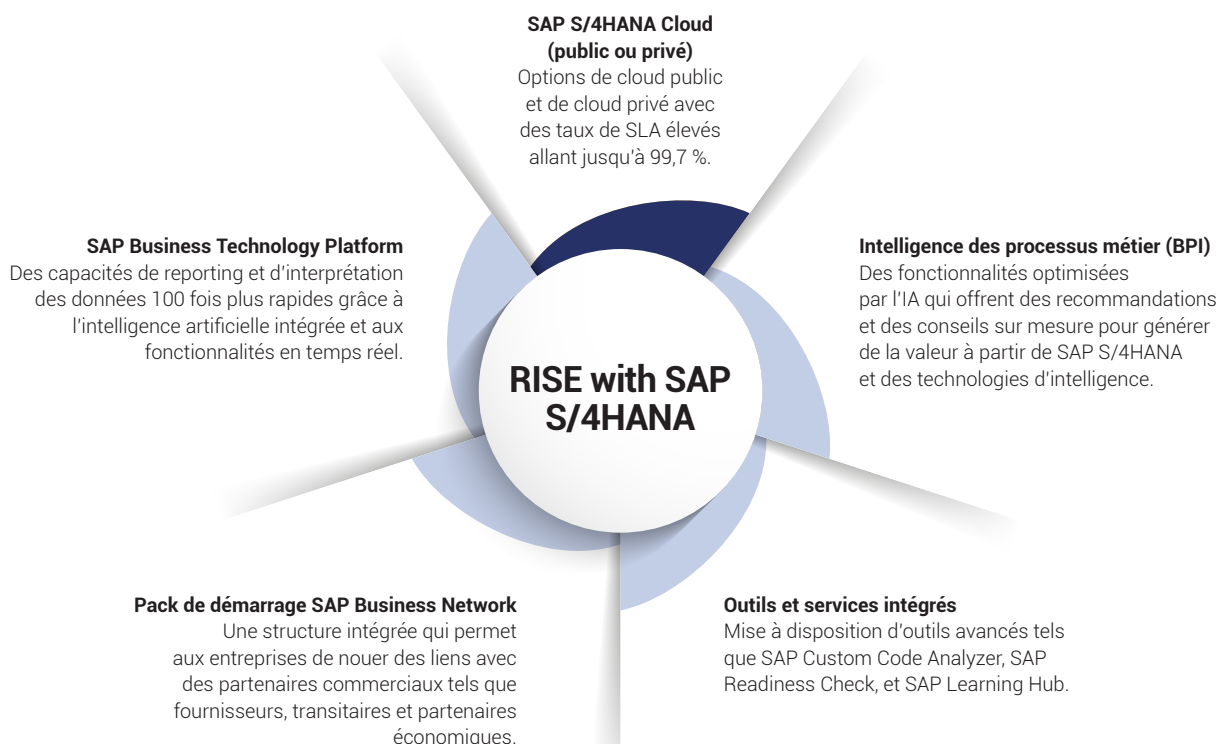 SAP S/4HANA Cloud
(public ou privé)
Options de cloud public
et de cloud privé avec
des taux de SLA élevés
allant jusqu'à 99,7 %.
SAP Business Technology Platform
Des capacités de reporting et d'interprétation
des données 100 fois plus rapides grâce à
l'intelligence artificielle intégrée et aux
fonctionnalités en temps réel.
Intelligence des processus métier (BPI)
Des fonctionnalités optimisées
par l'IA qui offrent des recommandations
et des conseils sur mesure pour générer
de la valeur à partir de SAP S/4HANA
et des technologies d'intelligence.
RISE with SAP
S/4HANA
Pack de démarrage SAP Business Network
Une structure intégrée qui permet
aux entreprises de nouer des liens avec
des partenaires commerciaux tels que
fournisseurs, transitaires et partenaires
économiques.
Outils et services intégrés
Mise à disposition d'outils avancés tels
que SAP Custom Code Analyzer, SAP
Readiness Check, et SAP Learning Hub.